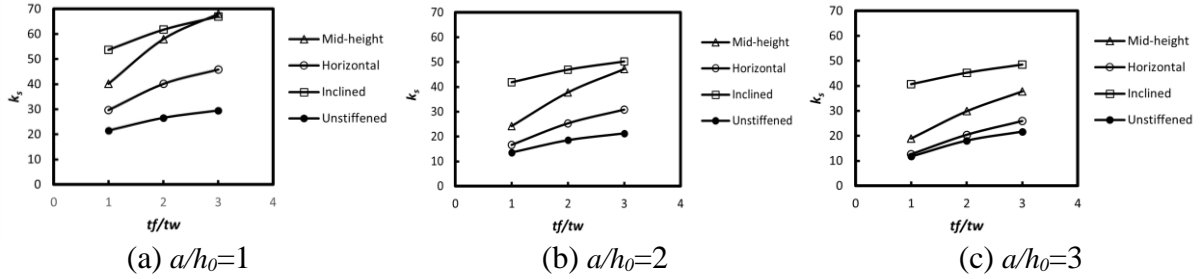 70
60
50
40
30
20
10
0
k_s
0 1 2 3 4
tf/tw
Mid-height
Horizontal
Inclined
Unstiffened
(a) a/h₀=1
70
60
50
40
30
20
10
0
k_s
0 1 2 3 4
tf/tw
Mid-height
Horizontal
Inclined
Unstiffened
(b) a/h₀=2
70
60
50
40
30
20
10
0
k_s
0 1 2 3 4
tf/tw
Mid-height
Horizontal
Inclined
Unstiffened
(c) a/h₀=3